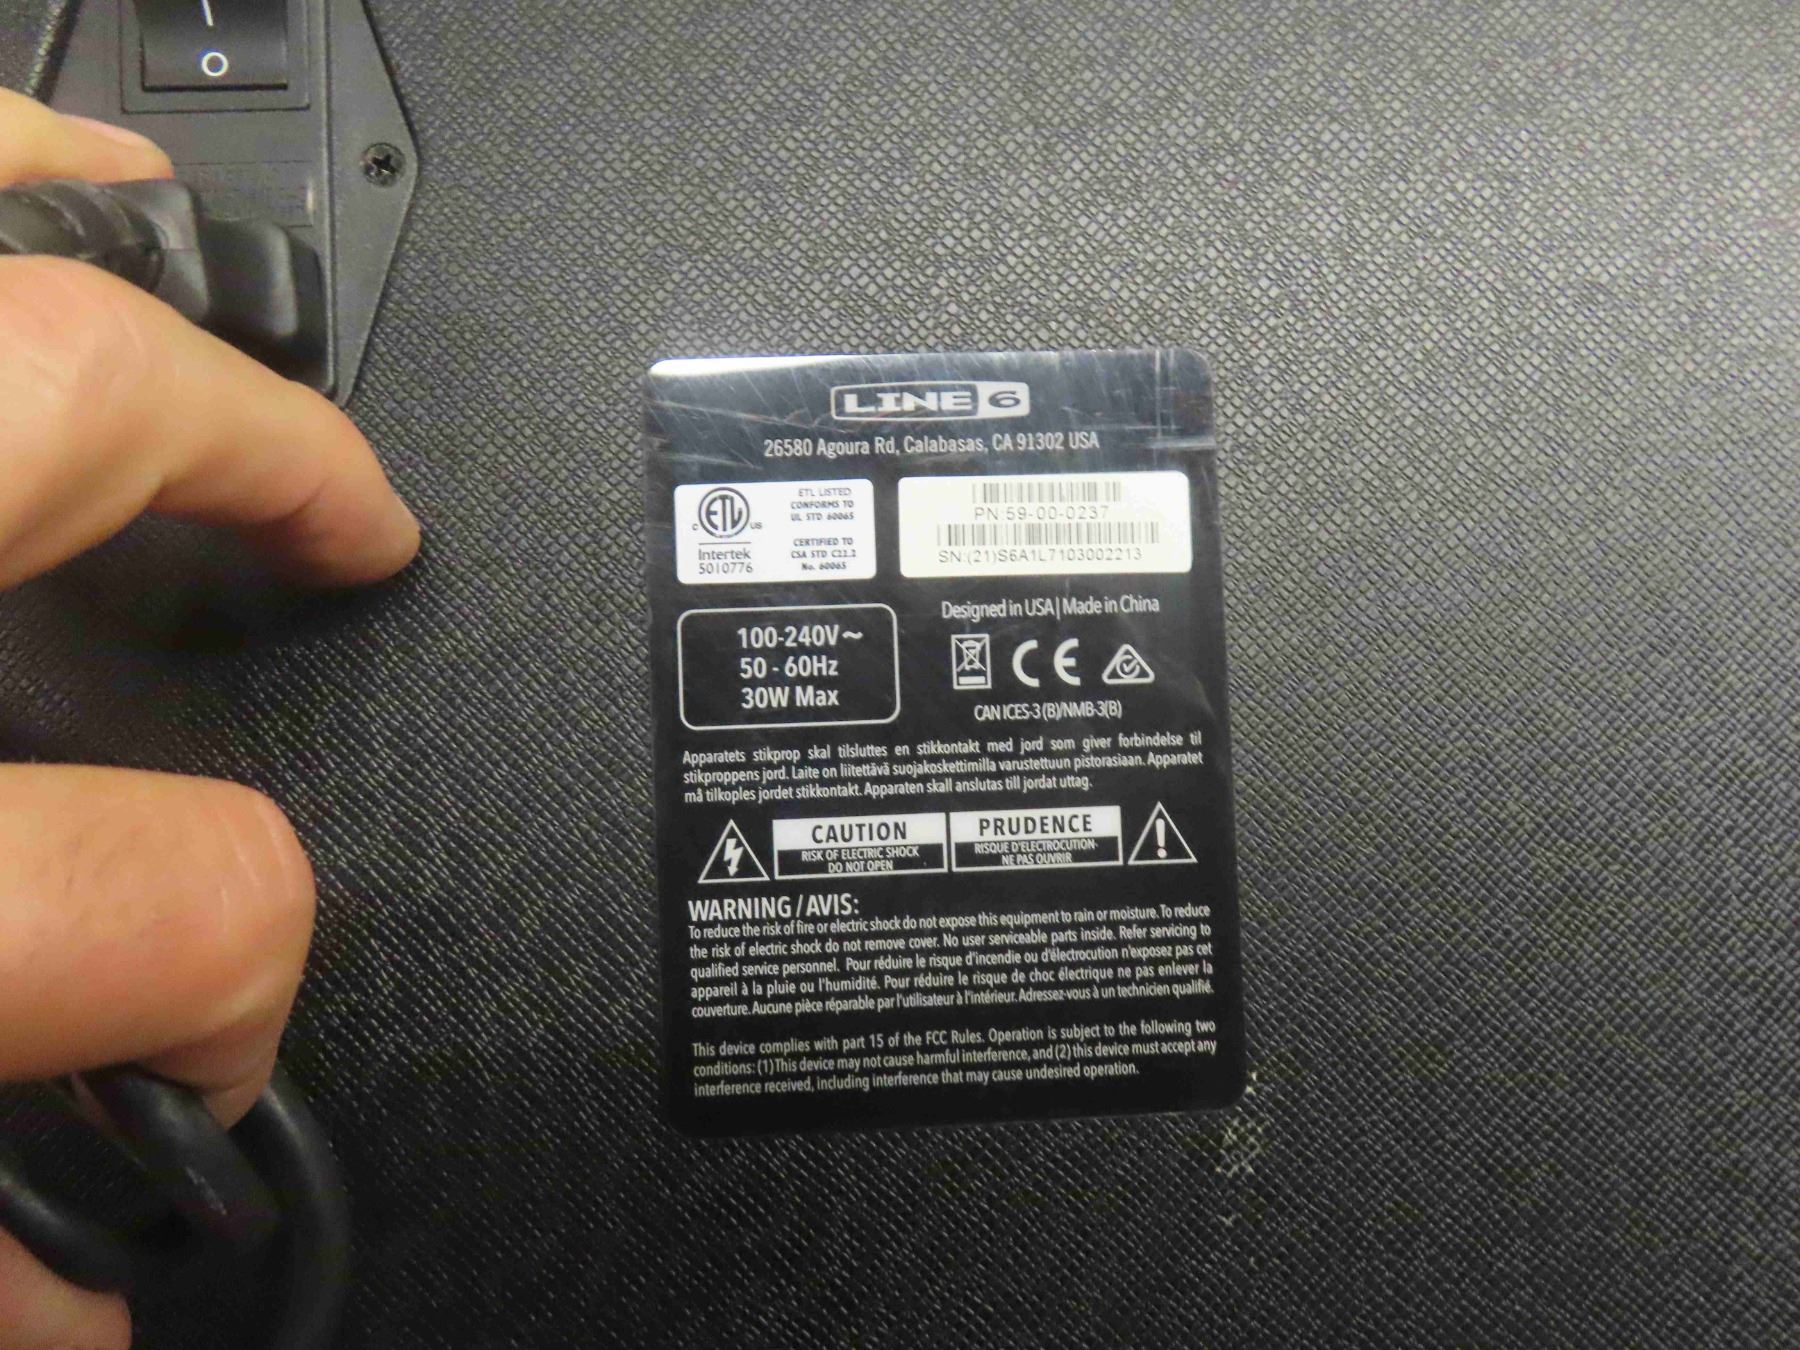 LINE 6
26580 Agoura Rd, Calabasas, CA 91302 USA
ETL LISTED
CONFORMS TO
UL STD 60065
CERTIFIED TO
CSA STD C22.2
No. 60065
C ETL US
Intertek
5010776
PN:59-00-0237
SN:(21)S6A1L7103002213
100-240V~
50 - 60Hz
30W Max
Designed in USA | Made in China
CE
CAN ICES-3 (B)/NMB-3(B)
Apparatets stikprop skal tilsluttes en stikkontakt med jord som giver forbindelse til
stikproppens jord. Laite on liitettävä suojakoskettimilla varustettuun pistorasiaan. Apparatet
må tilkoples jordet stikkontakt. Apparaten skall anslutas till jordat uttag.
CAUTION
RISK OF ELECTRIC SHOCK
DO NOT OPEN
PRUDENCE
RISQUE D'ELECTROCUTION-
NE PAS OUVRIR
WARNING / AVIS:
To reduce the risk of fire or electric shock do not expose this equipment to rain or moisture. To reduce
the risk of electric shock do not remove cover. No user serviceable parts inside. Refer servicing to
qualified service personnel. Pour réduire le risque d'incendie ou d'électrocution n'exposez pas cet
appareil à la pluie ou l'humidité. Pour réduire le risque de choc électrique ne pas enlever la
couverture. Aucune pièce réparable par l'utilisateur à l'intérieur. Adressez-vous à un technicien qualifié.
This device complies with part 15 of the FCC Rules. Operation is subject to the following two
conditions: (1) This device may not cause harmful interference, and (2) this device must accept any
interference received, including interference that may cause undesired operation.